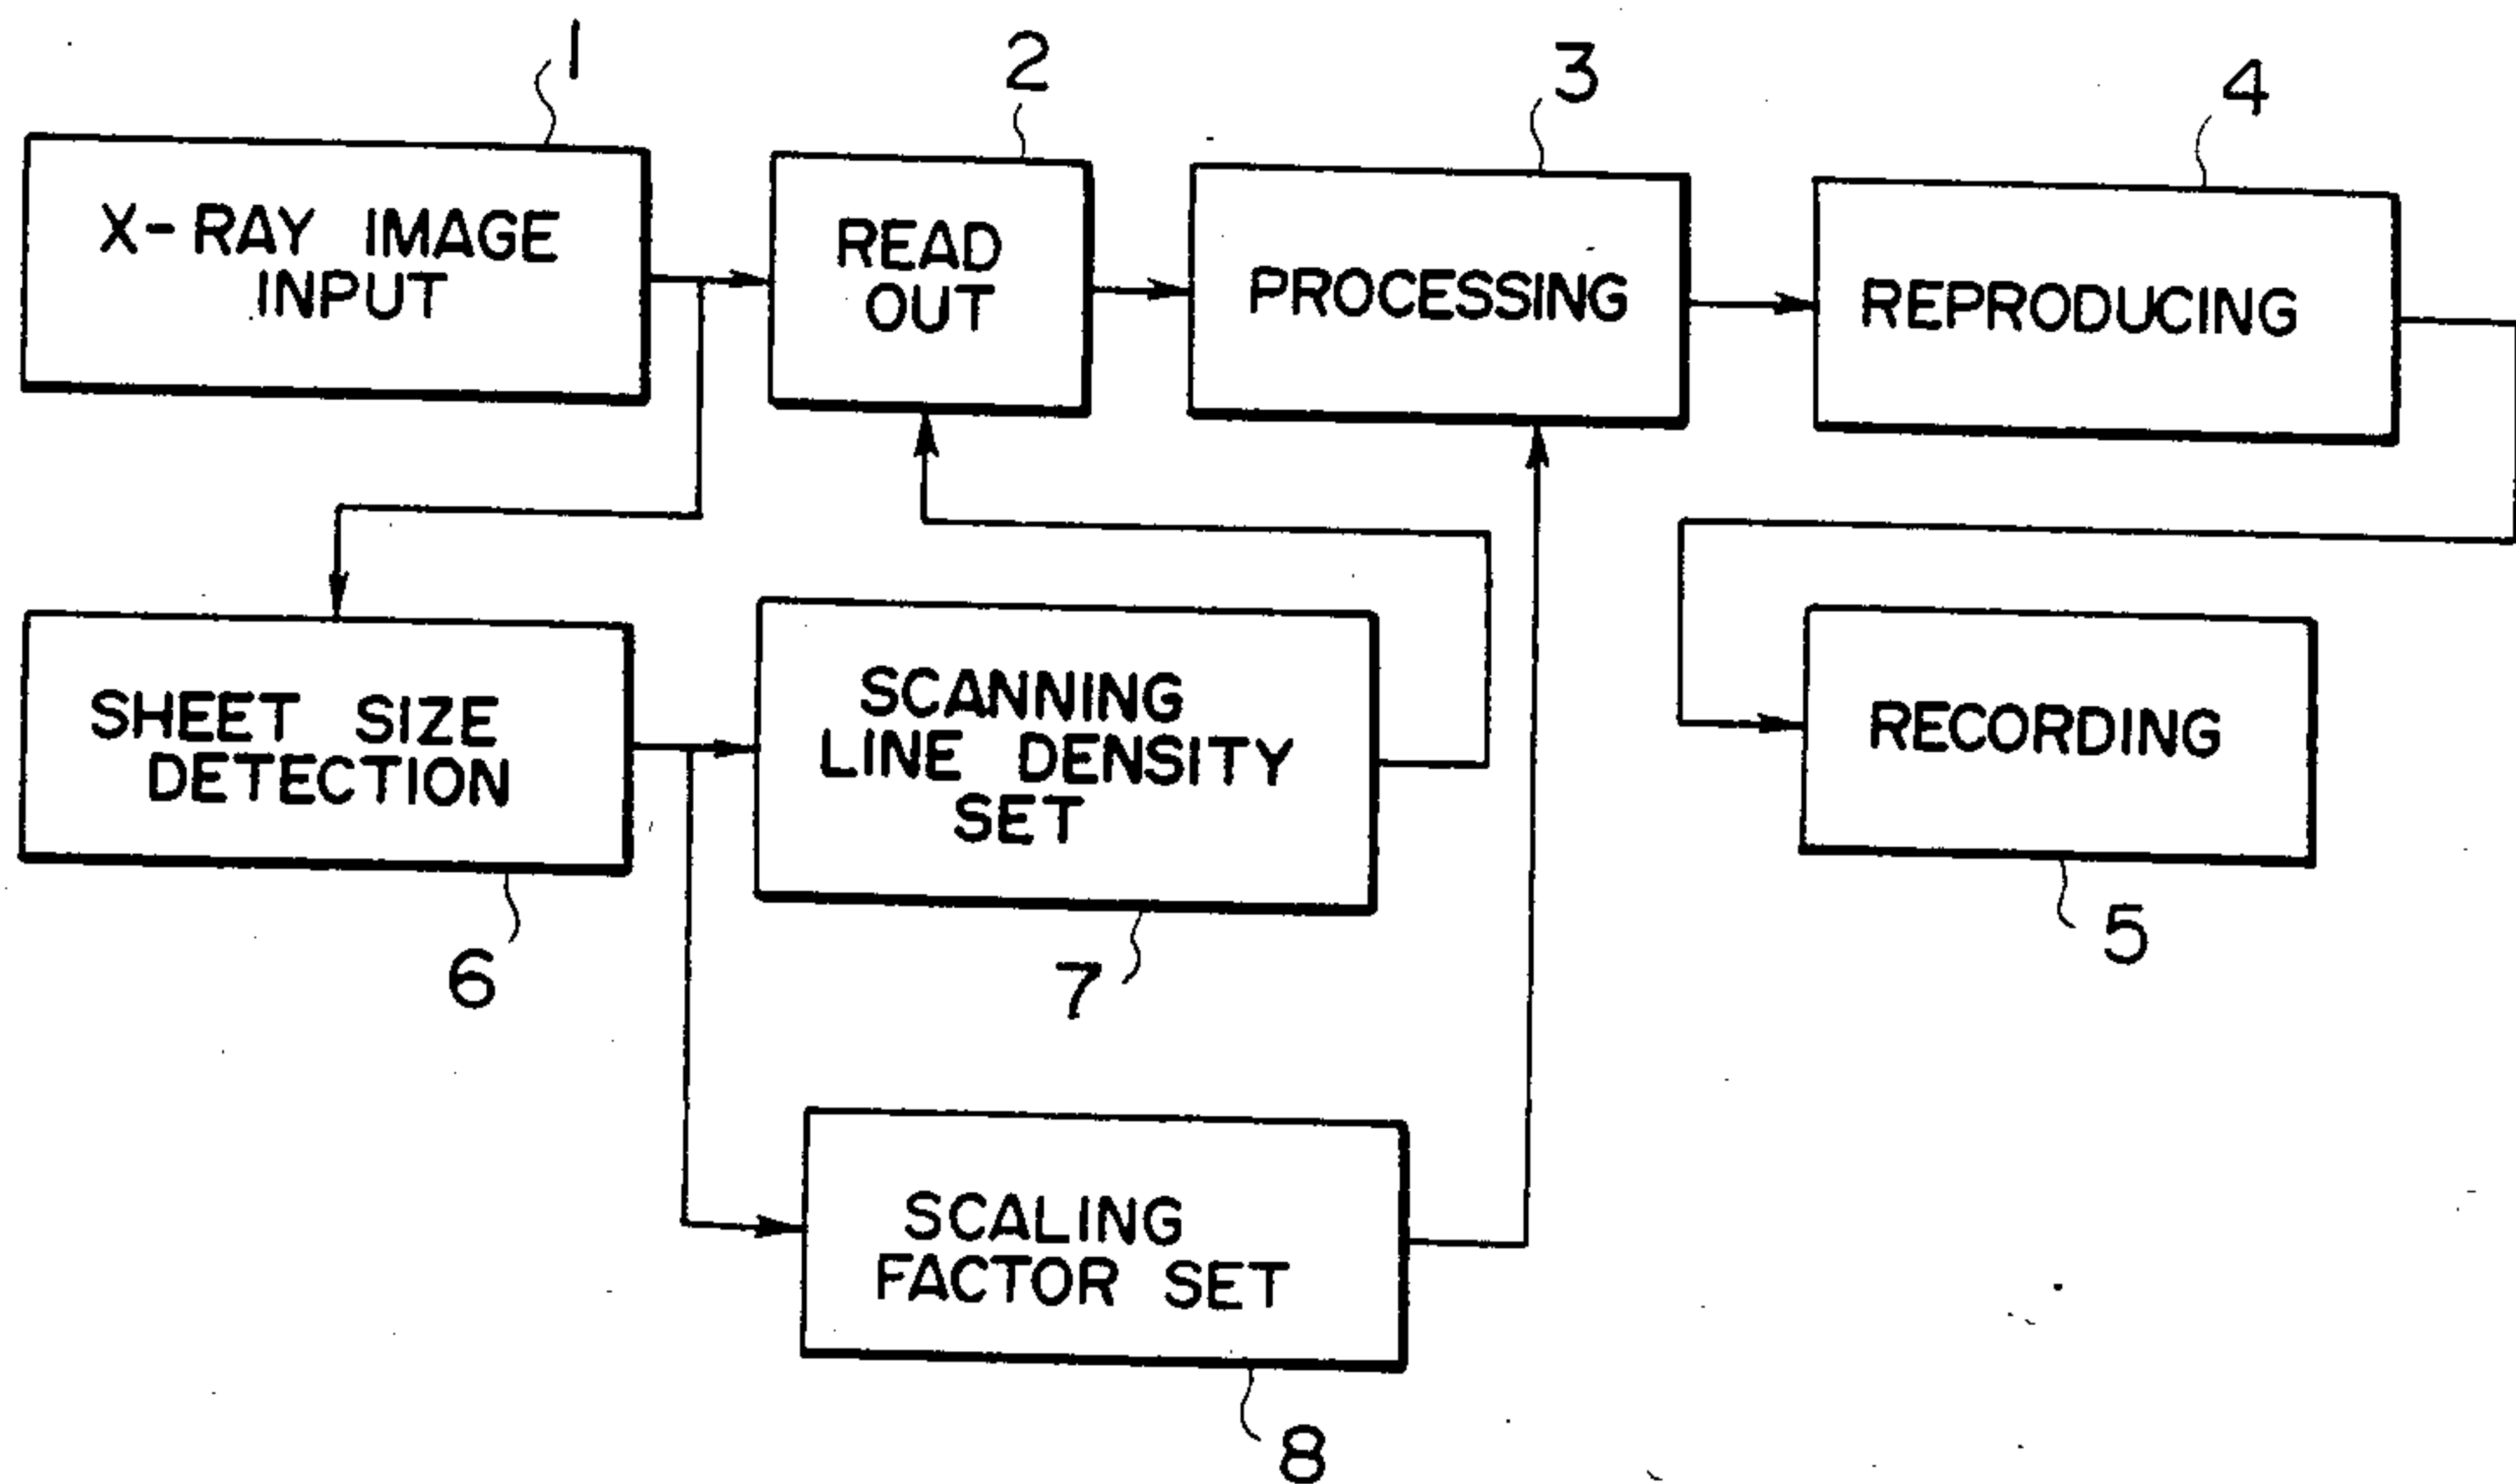 1
2
3
4
X-RAY IMAGE
INPUT
READ
OUT
PROCESSING
REPRODUCING
SHEET SIZE
DETECTION
SCANNING
LINE DENSITY
SET
RECORDING
6
7
5
SCALING
FACTOR SET
8